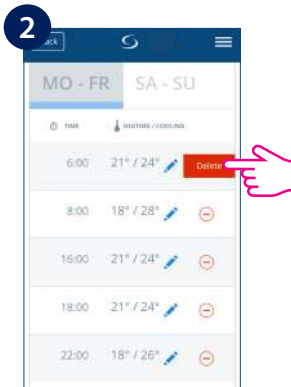 2
Back
MO - FR SA - SU
TIME HEATING / COOLING
6:00 21° / 24° Delete
8:00 18° / 28°
16:00 21° / 24°
18:00 21° / 24°
22:00 18° / 26°